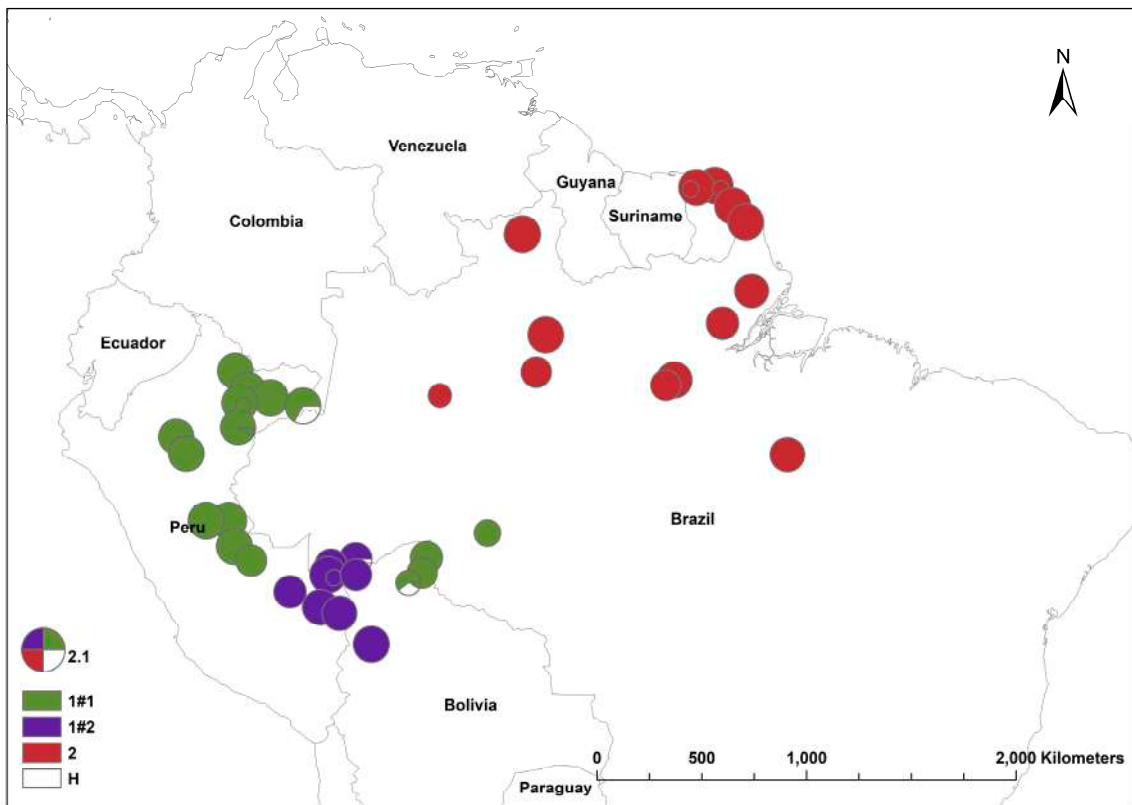 N
Venezuela
Guyana
Suriname
Colombia
Ecuador
Peru
Brazil
Bolivia
Paraguay
2.1
1#1
1#2
2
H
0 500 1,000 2,000 Kilometers